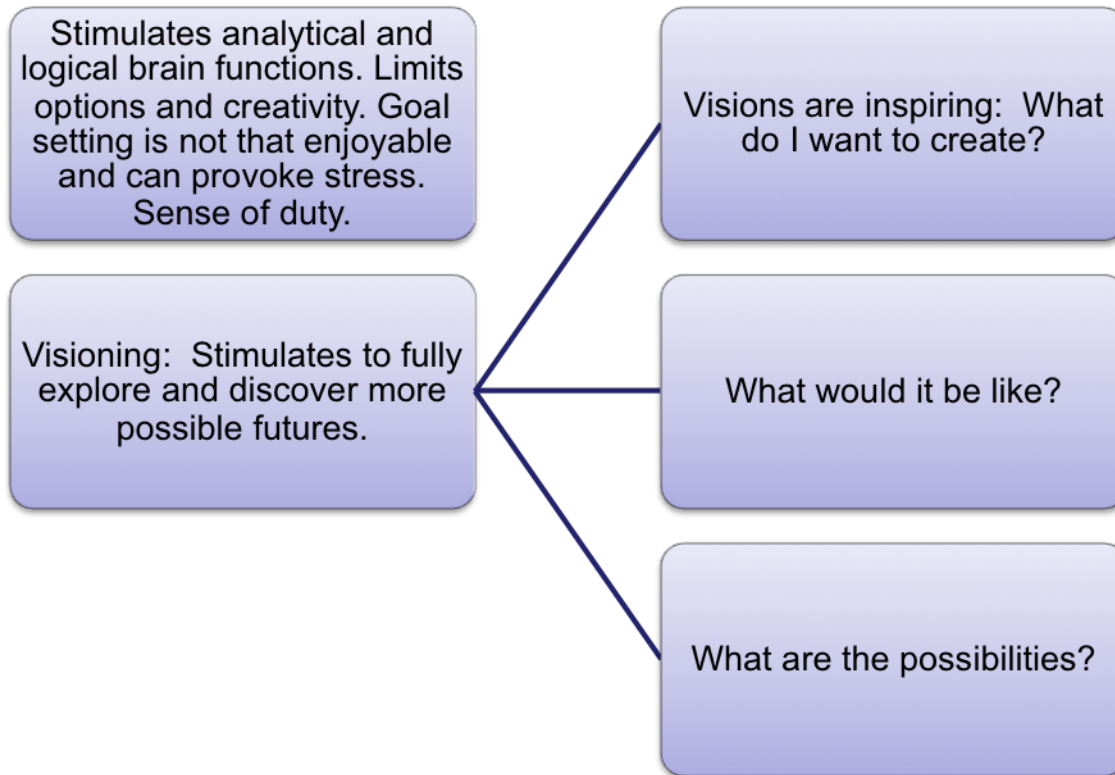 Stimulates analytical and
logical brain functions. Limits
options and creativity. Goal
setting is not that enjoyable
and can provoke stress.
Sense of duty.
Visioning:  Stimulates to fully
explore and discover more
possible futures.
Visions are inspiring:  What
do I want to create?
What would it be like?
What are the possibilities?